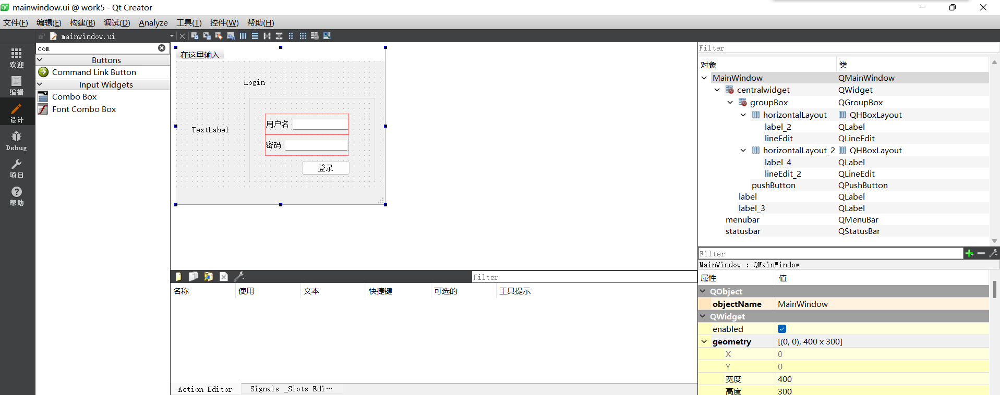 mainwindow.ui @ work5 - Qt Creator
文件(F) 编辑(E) 构建(B) 调试(D) Analyze 工具(T) 控件(W) 帮助(H)
mainwindow.ui
欢迎
编辑
设计
Debug
项目
帮助
com
Buttons
Command Link Button
Input Widgets
Combo Box
Font Combo Box
在这里输入
Login
TextLabel
用户名
密码
登录
Filter
名称 使用 文本 快捷键 可选的 工具提示
Action Editor Signals _Slots Edi…
Filter
对象 类
MainWindow QMainWindow
centralwidget QWidget
groupBox QGroupBox
horizontalLayout QHBoxLayout
label_2 QLabel
lineEdit QLineEdit
horizontalLayout_2 QHBoxLayout
label_4 QLabel
lineEdit_2 QLineEdit
pushButton QPushButton
label QLabel
label_3 QLabel
menubar QMenuBar
statusbar QStatusBar
Filter
MainWindow : QMainWindow
属性 值
QObject
objectName MainWindow
QWidget
enabled
geometry [(0, 0), 400 x 300]
X 0
Y 0
宽度 400
高度 300